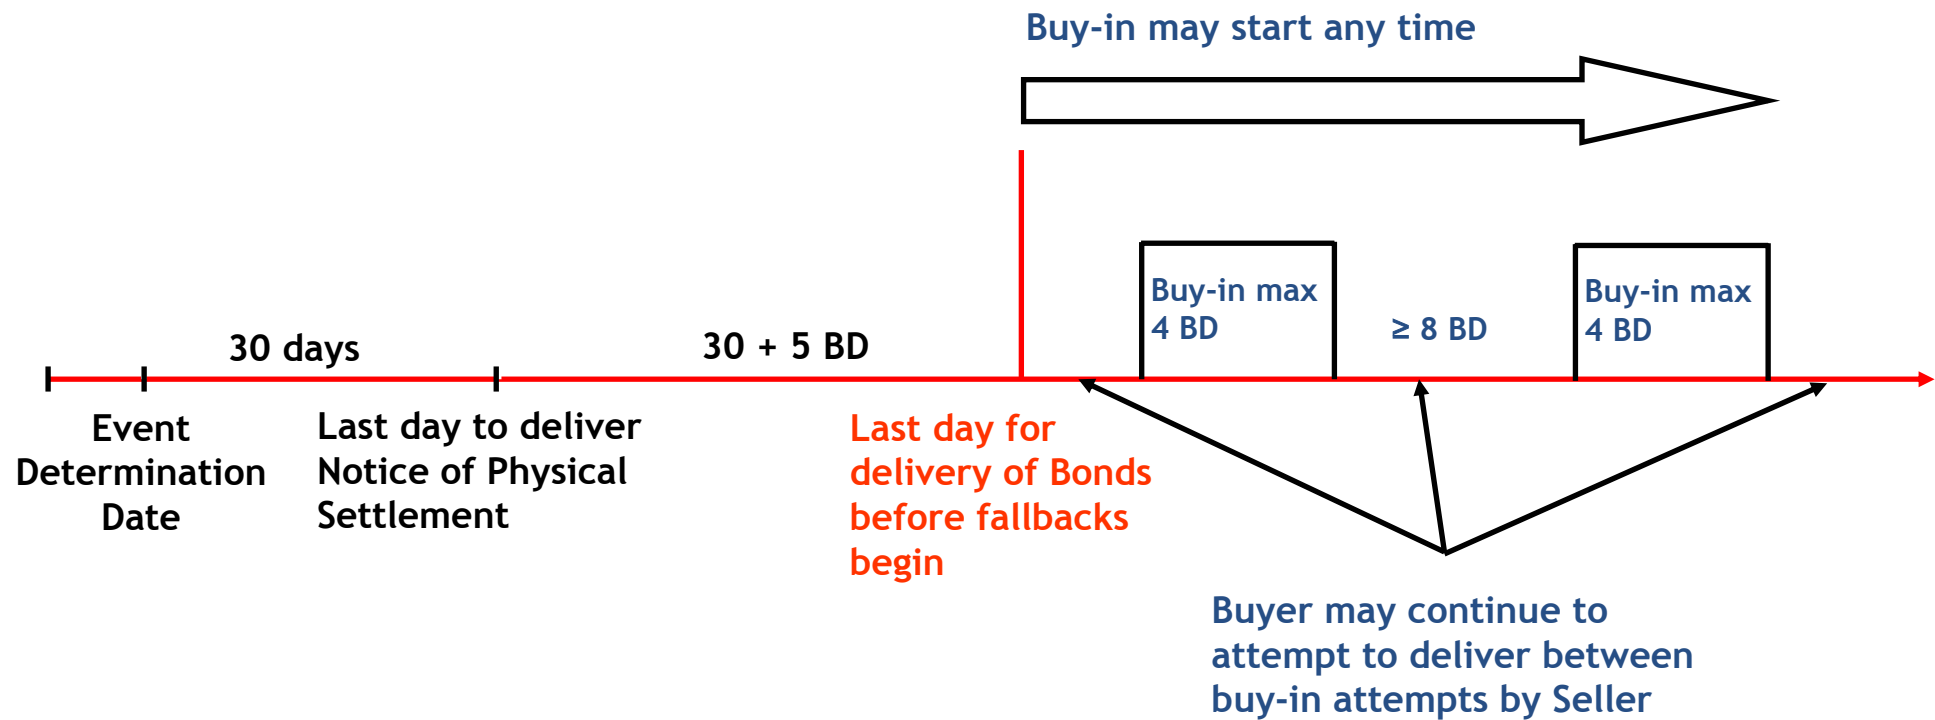 Buy-in may start any time
Buy-in max
4 BD
≥ 8 BD
Buy-in max
4 BD
30 days
30 + 5 BD
Event
Determination
Date
Last day to deliver
Notice of Physical
Settlement
Last day for
delivery of Bonds
before fallbacks
begin
Buyer may continue to
attempt to deliver between
buy-in attempts by Seller